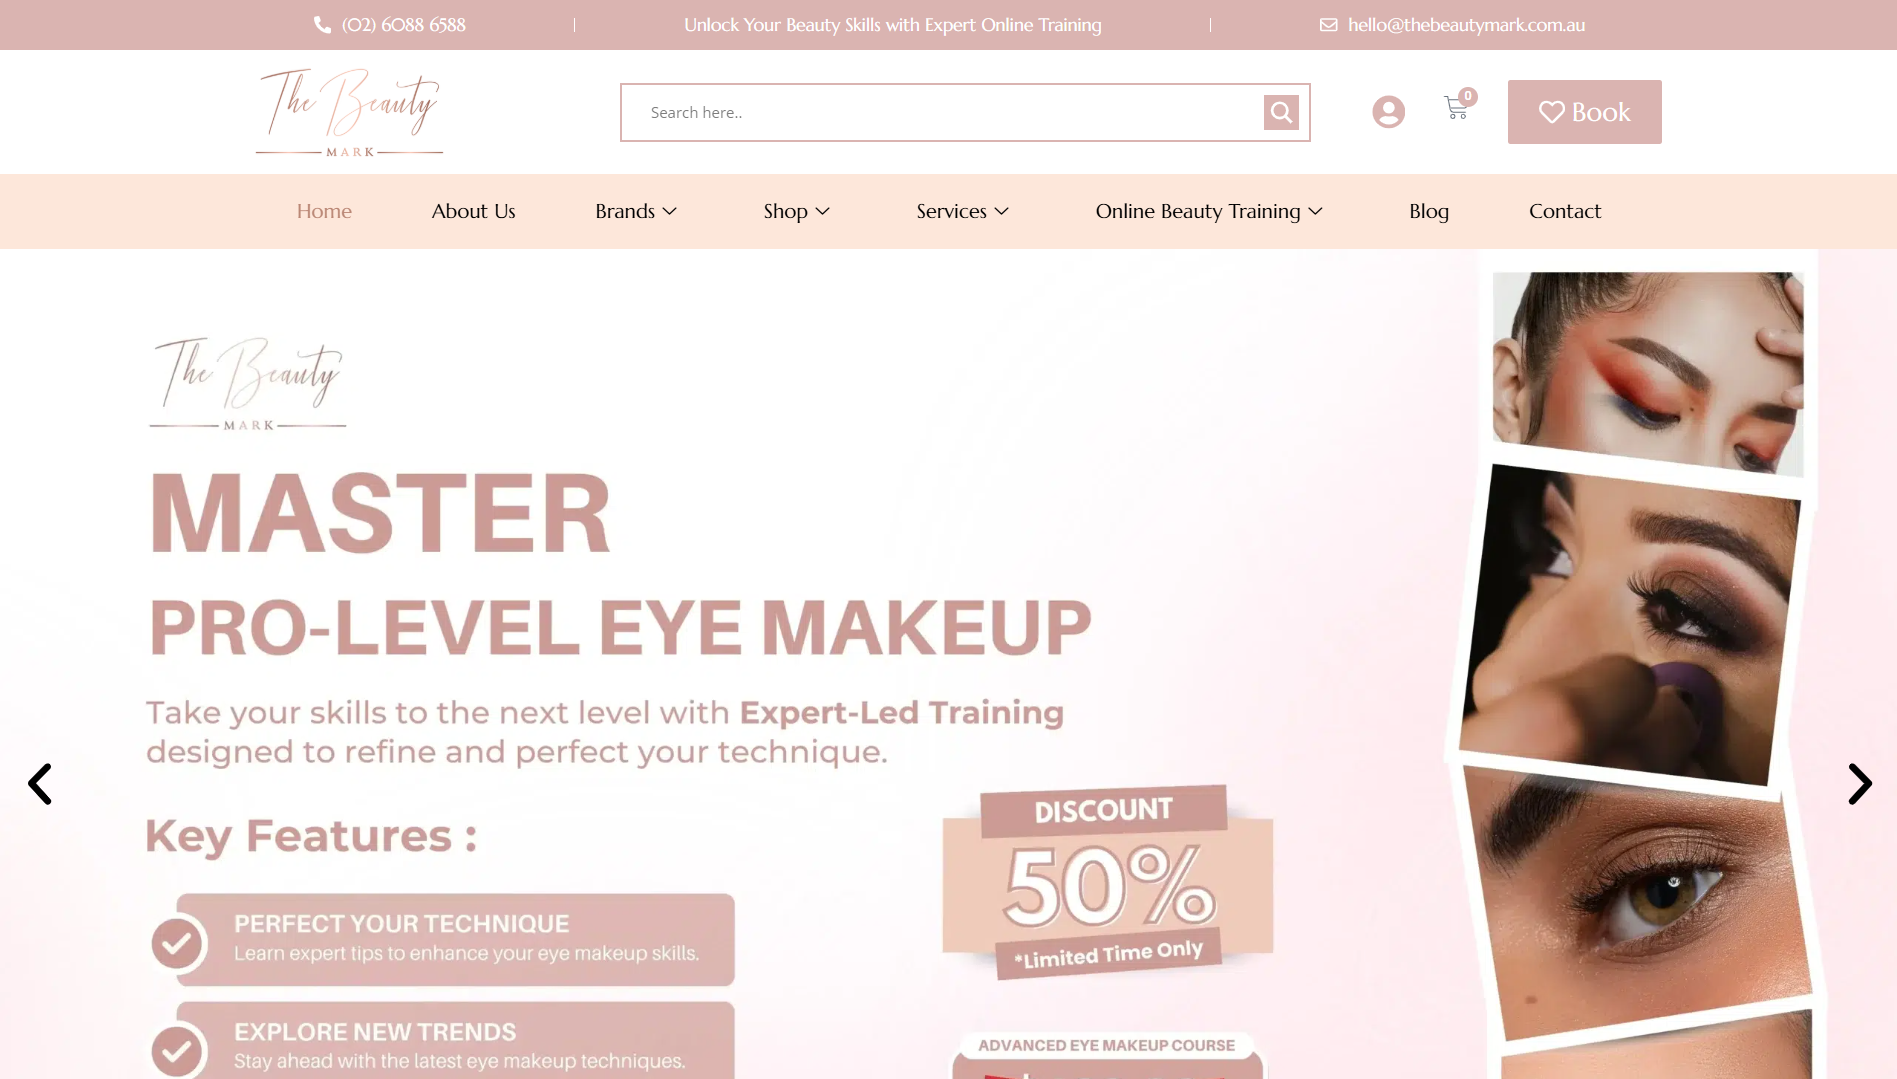 (02) 6088 6588
Unlock Your Beauty Skills with Expert Online Training
hello@thebeautymark.com.au
The Beauty
MARK
Search here..
0
Book
Home
About Us
Brands
Shop
Services
Online Beauty Training
Blog
Contact
The Beauty
MARK
MASTER
PRO-LEVEL EYE MAKEUP
Take your skills to the next level with Expert-Led Training
designed to refine and perfect your technique.
Key Features :
PERFECT YOUR TECHNIQUE
Learn expert tips to enhance your eye makeup skills.
EXPLORE NEW TRENDS
Stay ahead with the latest eye makeup techniques.
DISCOUNT
50%
*Limited Time Only
ADVANCED EYE MAKEUP COURSE